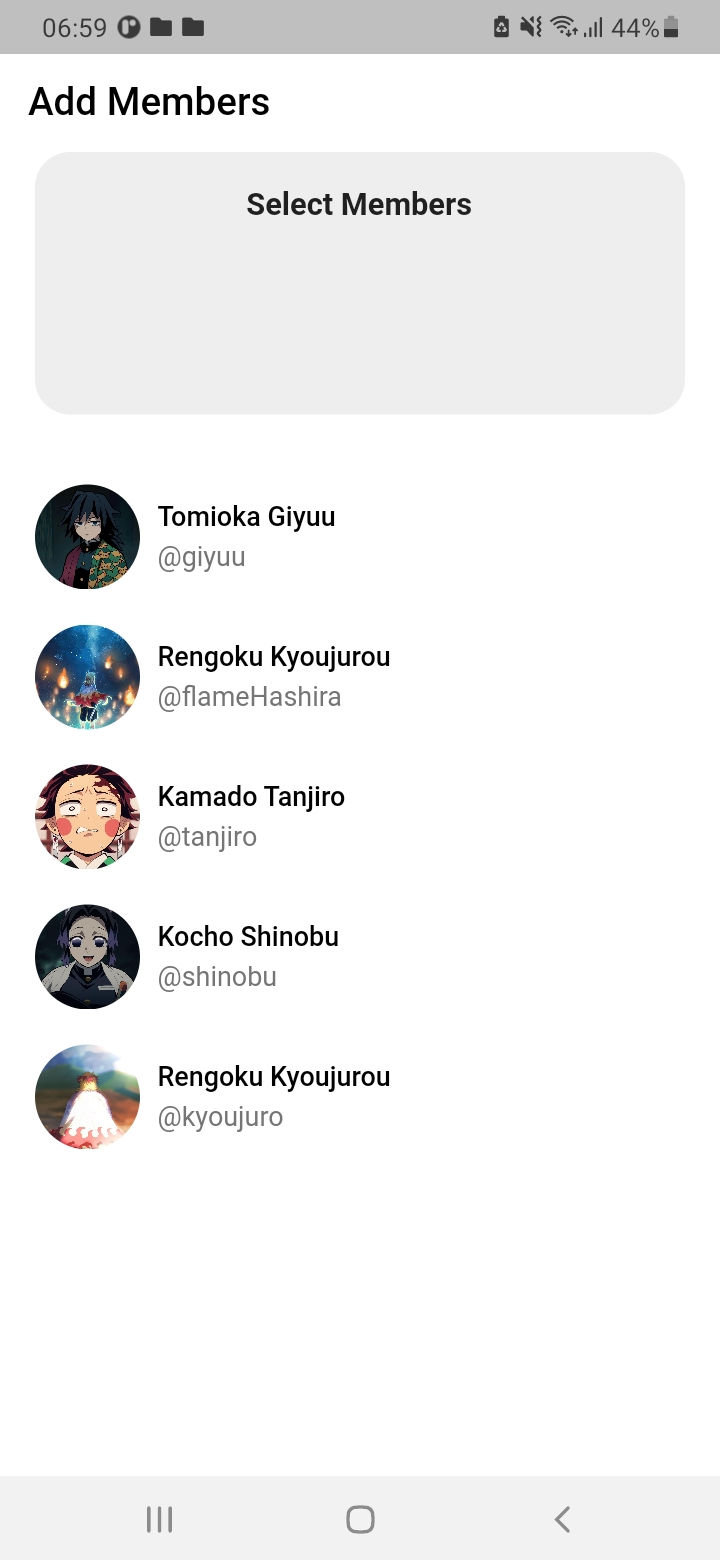 06:59 44%
Add Members
Select Members
Tomioka Giyuu
@giyuu
Rengoku Kyoujurou
@flameHashira
Kamado Tanjiro
@tanjiro
Kocho Shinobu
@shinobu
Rengoku Kyoujurou
@kyoujuro